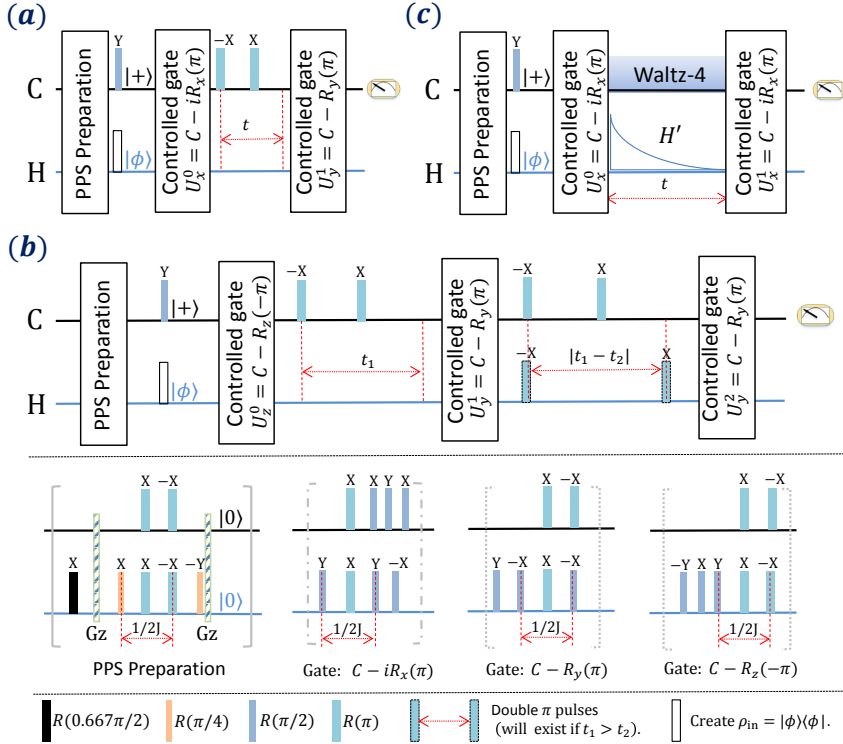 (a)
Y
-X X
PPS Preparation
|+⟩
Controlled gate
U_x^0 = C − iR_x(π)
Controlled gate
U_y^1 = C − R_y(π)
C
t
|ϕ⟩
H
(c)
Y
PPS Preparation
|+⟩
Controlled gate
U_x^0 = C − iR_x(π)
Waltz-4
Controlled gate
U_x^1 = C − iR_x(π)
C
H′
|ϕ⟩
H
t
(b)
Y
-X X
-X X
PPS Preparation
|+⟩
Controlled gate
U_z^0 = C − R_z(−π)
Controlled gate
U_y^1 = C − R_y(π)
Controlled gate
U_y^2 = C − R_y(π)
C
t_1
-X |t_1 − t_2| X
|ϕ⟩
H
X -X
|0⟩
X X X -X -Y
|0⟩
Gz Gz
1/2J
PPS Preparation
X X Y X
Y X Y -X
1/2J
Gate: C − iR_x(π)
X -X
Y -X X -X
1/2J
Gate: C − R_y(π)
X -X
-Y X Y X -X
1/2J
Gate: C − R_z(−π)
R(0.667π/2)
R(π/4)
R(π/2)
R(π)
Double π pulses
(will exist if t_1 > t_2).
Create ρ_in = |ϕ⟩⟨ϕ|.